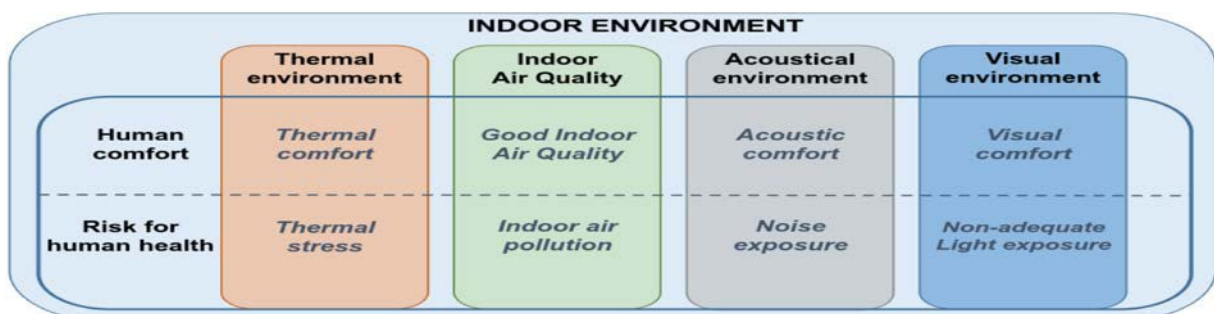 INDOOR ENVIRONMENT
Thermal
environment
Indoor
Air Quality
Acoustical
environment
Visual
environment
Human
comfort
Thermal
comfort
Good Indoor
Air Quality
Acoustic
comfort
Visual
comfort
Risk for
human health
Thermal
stress
Indoor air
pollution
Noise
exposure
Non-adequate
Light exposure